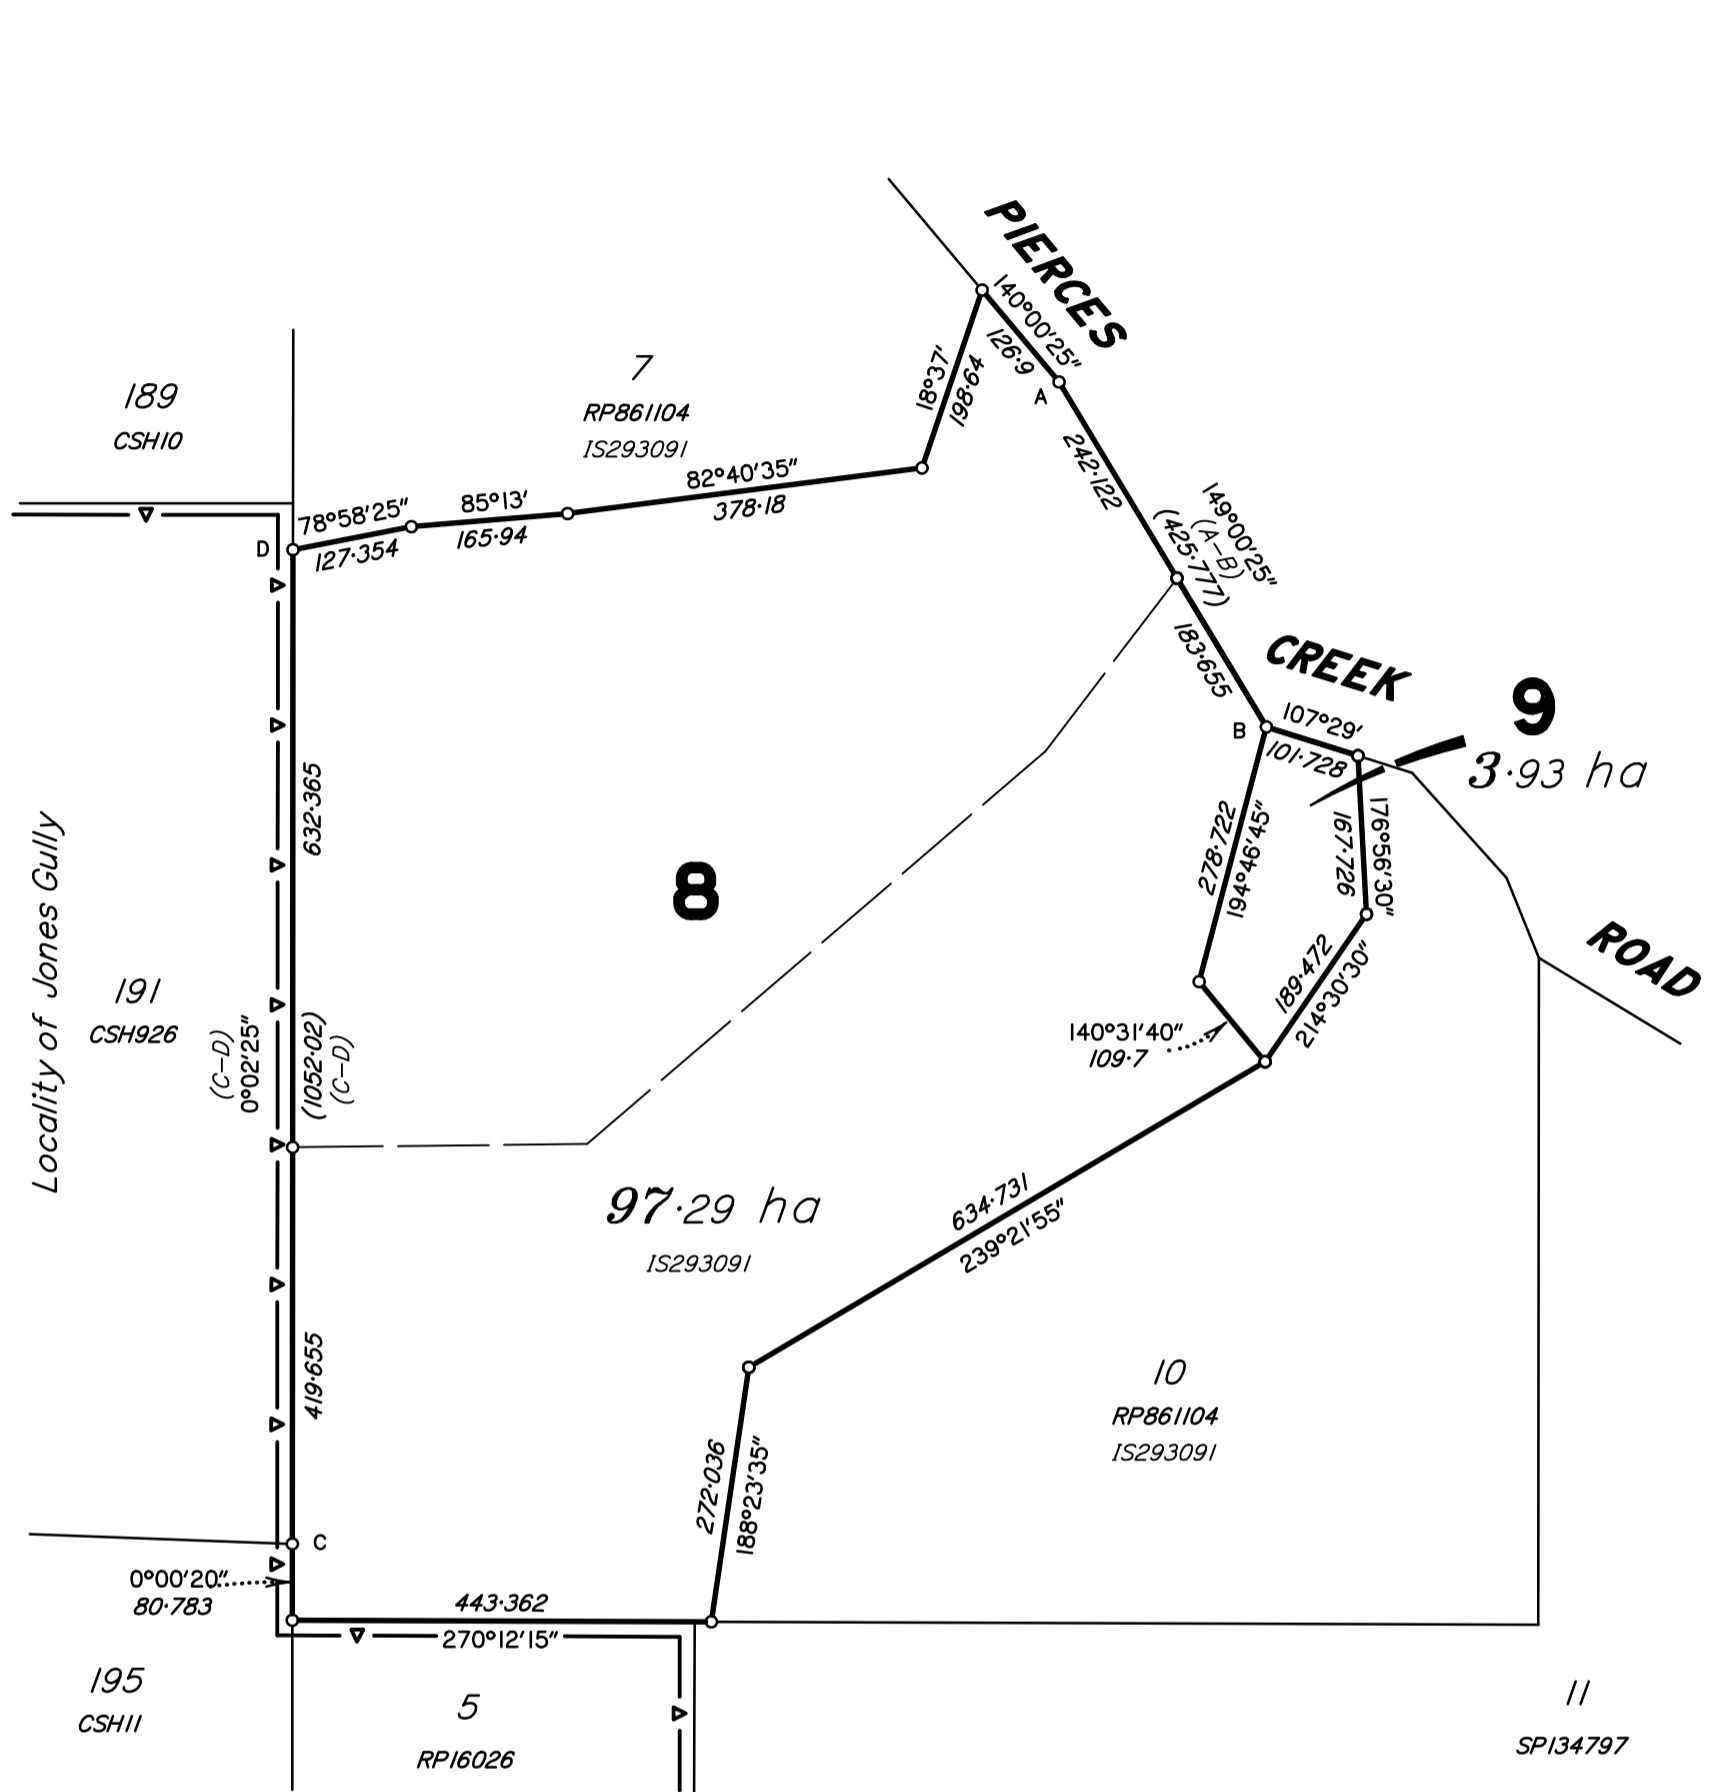 PIERCES
140°00'25"
126·9
A
18°37'
198·64
7
RP861104
IS293091
189
CSH10
82°40'35"
378·18
85°13'
165·94
78°58'25"
127·354
D
242·122
149°00'25"
(A-B)
(425·777)
183·655
CREEK
B
107°29'
101·728
9
3·93 ha
176°56'30"
167·726
278·722
194°46'45"
189·472
214°30'30"
140°31'40"
109·7
ROAD
632·365
8
Locality of Jones Gully
191
CSH926
(C-D)
0°02'25"
(1052·02)
(C-D)
97·29 ha
IS293091
634·731
239°21'55"
419·655
10
RP861104
IS293091
272·036
188°23'35"
C
0°00'20"
80·783
443·362
270°12'15"
195
CSH11
5
RP16026
11
SP134797